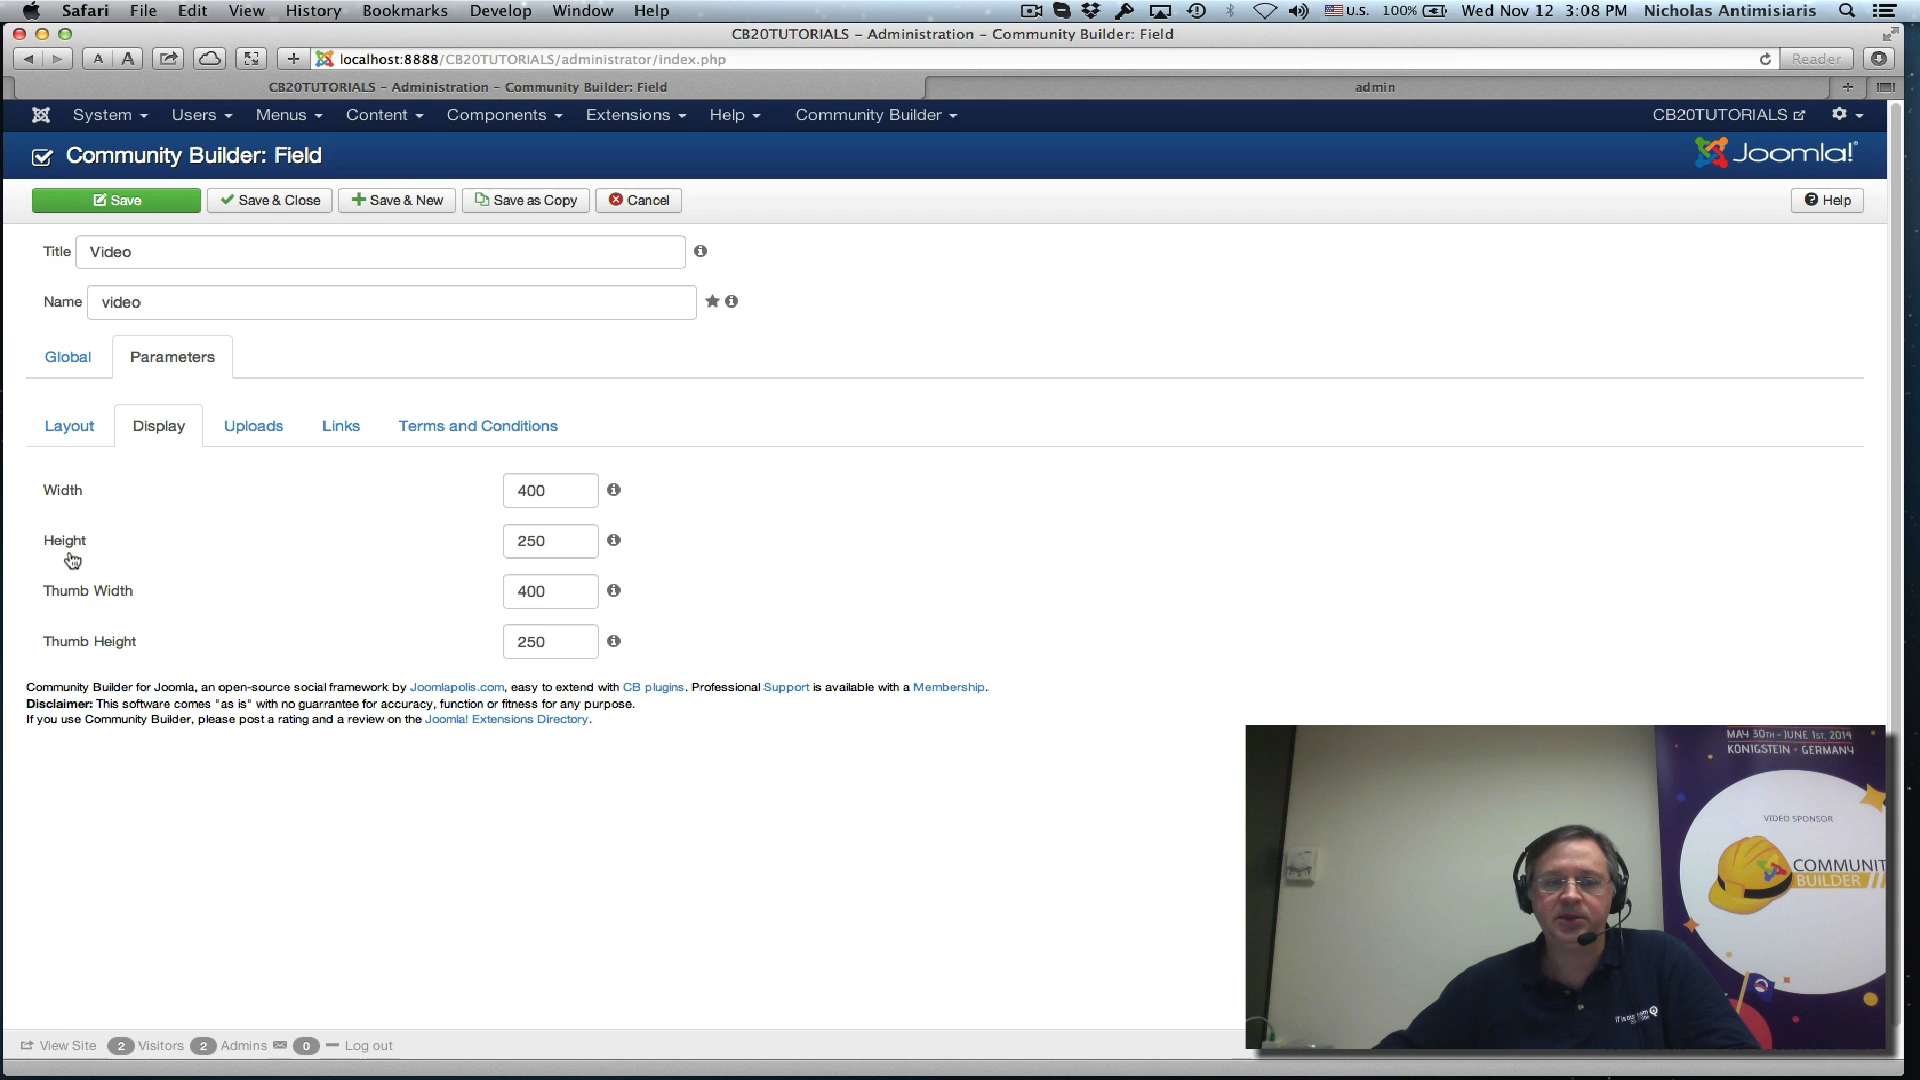 Safari File Edit View History Bookmarks Develop Window Help U.S. 100% Wed Nov 12 3:08 PM Nicholas Antimisiaris
CB20TUTORIALS – Administration – Community Builder: Field
A A + localhost:8888/CB20TUTORIALS/administrator/index.php Reader
CB20TUTORIALS – Administration – Community Builder: Field admin +
System Users Menus Content Components Extensions Help Community Builder CB20TUTORIALS
Community Builder: Field Joomla!
Save Save & Close Save & New Save as Copy Cancel Help
Title Video
Name video
Global Parameters
Layout Display Uploads Links Terms and Conditions
Width 400
Height 250
Thumb Width 400
Thumb Height 250
Community Builder for Joomla, an open-source social framework by Joomlapolis.com, easy to extend with CB plugins. Professional Support is available with a Membership.
Disclaimer: This software comes "as is" with no guarrantee for accuracy, function or fitness for any purpose.
If you use Community Builder, please post a rating and a review on the Joomla! Extensions Directory.
MAY 30TH - JUNE 1ST, 2014
KÖNIGSTEIN - GERMANY
VIDEO SPONSOR
COMMUNIT
BUILDER
View Site 2 Visitors 2 Admins 0 Log out